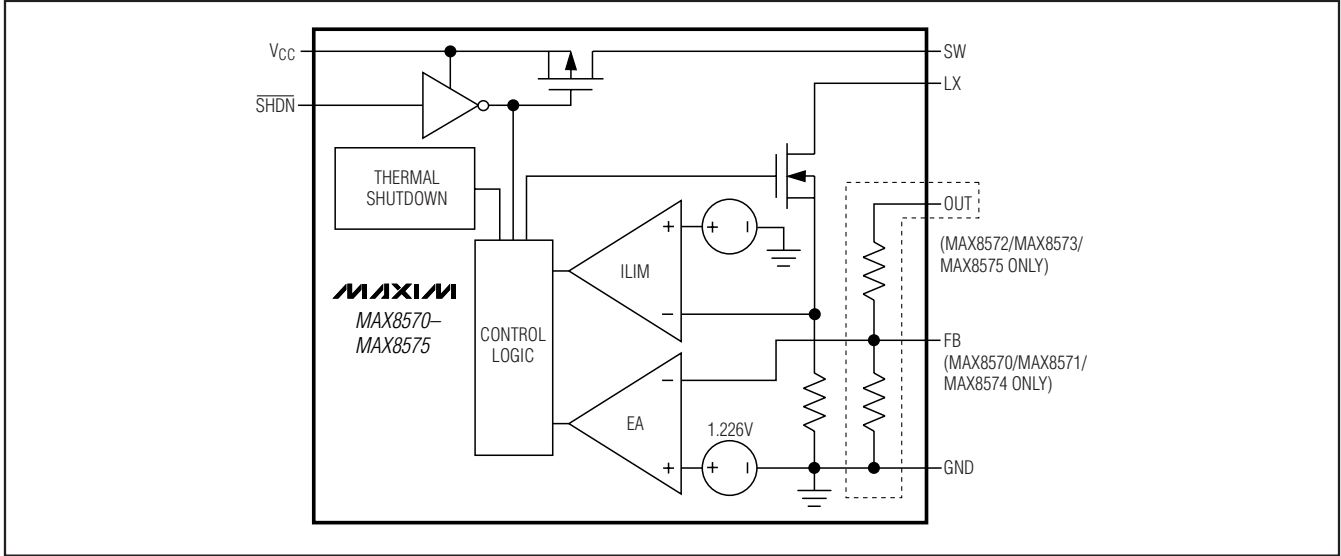 VCC
SW
LX
SHDN
THERMAL
SHUTDOWN
OUT
+
+ −
(MAX8572/MAX8573/
MAX8575 ONLY)
ILIM
MAXIM
MAX8570–
MAX8575
−
CONTROL
LOGIC
FB
(MAX8570/MAX8571/
MAX8574 ONLY)
−
EA
1.226V
+
+ −
GND